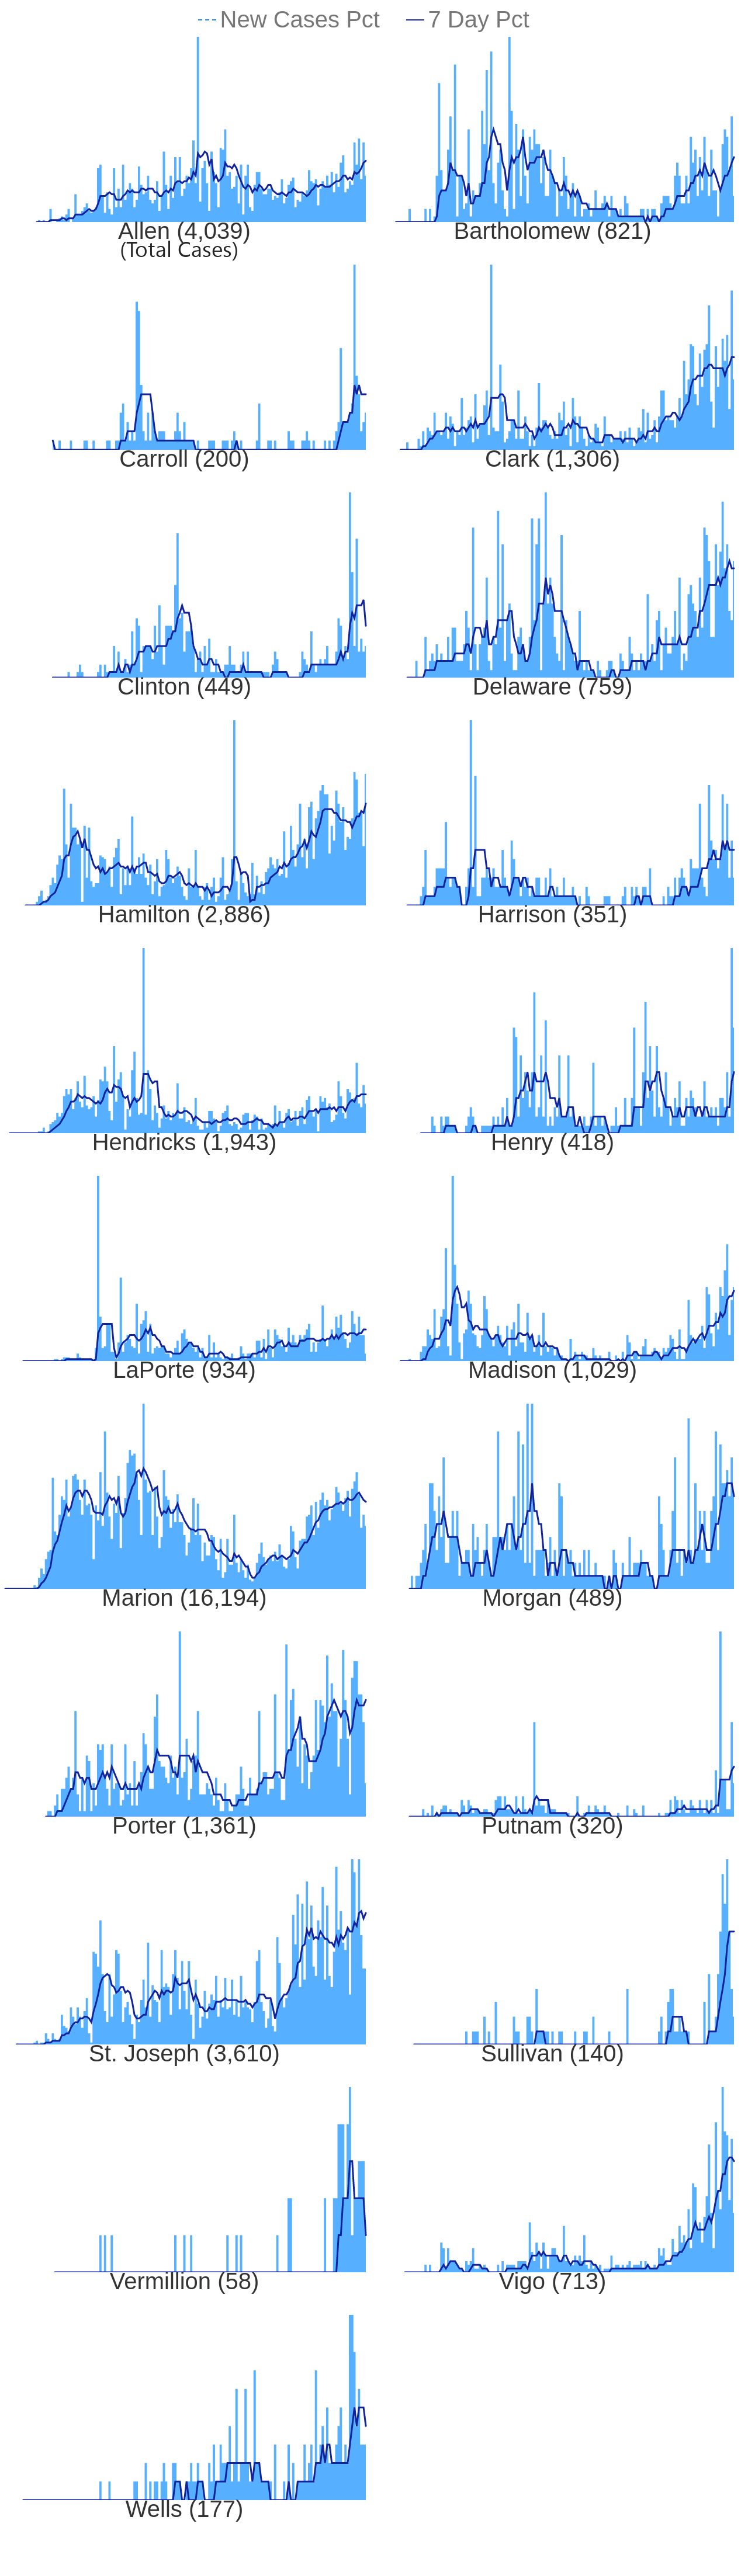 New Cases Pct 7 Day Pct
Allen (4,039) Bartholomew (821)
(Total Cases)
Carroll (200) Clark (1,306)
Clinton (449) Delaware (759)
Hamilton (2,886) Harrison (351)
Hendricks (1,943) Henry (418)
LaPorte (934) Madison (1,029)
Marion (16,194) Morgan (489)
Porter (1,361) Putnam (320)
St. Joseph (3,610) Sullivan (140)
Vermillion (58) Vigo (713)
Wells (177)